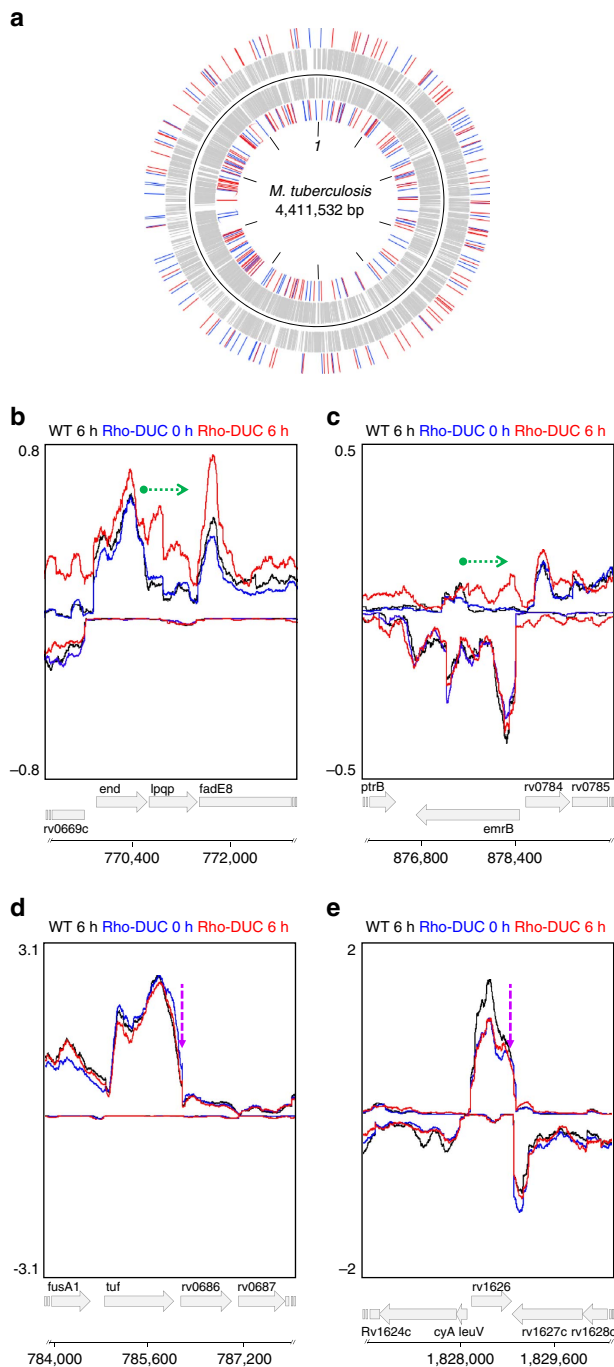 a
1
M. tuberculosis
4,411,532 bp
b
WT 6 h Rho-DUC 0 h Rho-DUC 6 h
0.8
–0.8
end lpqp fadE8
rv0669c
770,400 772,000
c
WT 6 h Rho-DUC 0 h Rho-DUC 6 h
0.5
–0.5
ptrB rv0784 rv0785
emrB
876,800 878,400
d
WT 6 h Rho-DUC 0 h Rho-DUC 6 h
3.1
-3.1
fusA1 tuf rv0686 rv0687
784,000 785,600 787,200
e
WT 6 h Rho-DUC 0 h Rho-DUC 6 h
2
–2
rv1626
Rv1624c cyA leuV rv1627c rv1628c
1,828,000 1,829,600